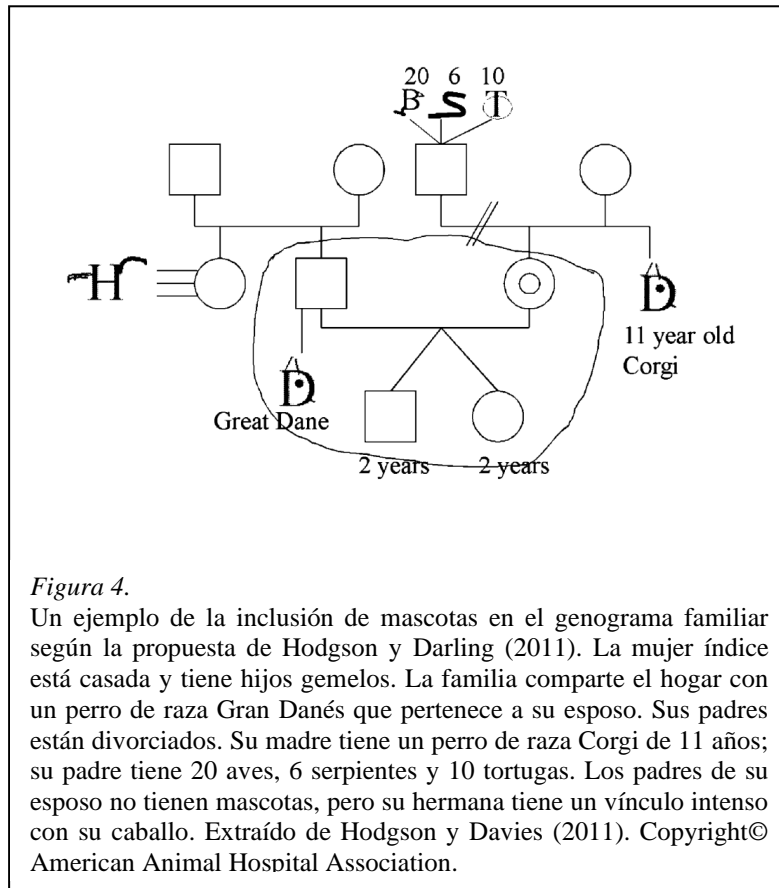 20 6 10
B S T
H
D
11 year old
Corgi
D
Great Dane
2 years 2 years
Figura 4.
Un ejemplo de la inclusión de mascotas en el genograma familiar
según la propuesta de Hodgson y Darling (2011). La mujer índice
está casada y tiene hijos gemelos. La familia comparte el hogar con
un perro de raza Gran Danés que pertenece a su esposo. Sus padres
están divorciados. Su madre tiene un perro de raza Corgi de 11 años;
su padre tiene 20 aves, 6 serpientes y 10 tortugas. Los padres de su
esposo no tienen mascotas, pero su hermana tiene un vínculo intenso
con su caballo. Extraído de Hodgson y Davies (2011). Copyright©
American Animal Hospital Association.